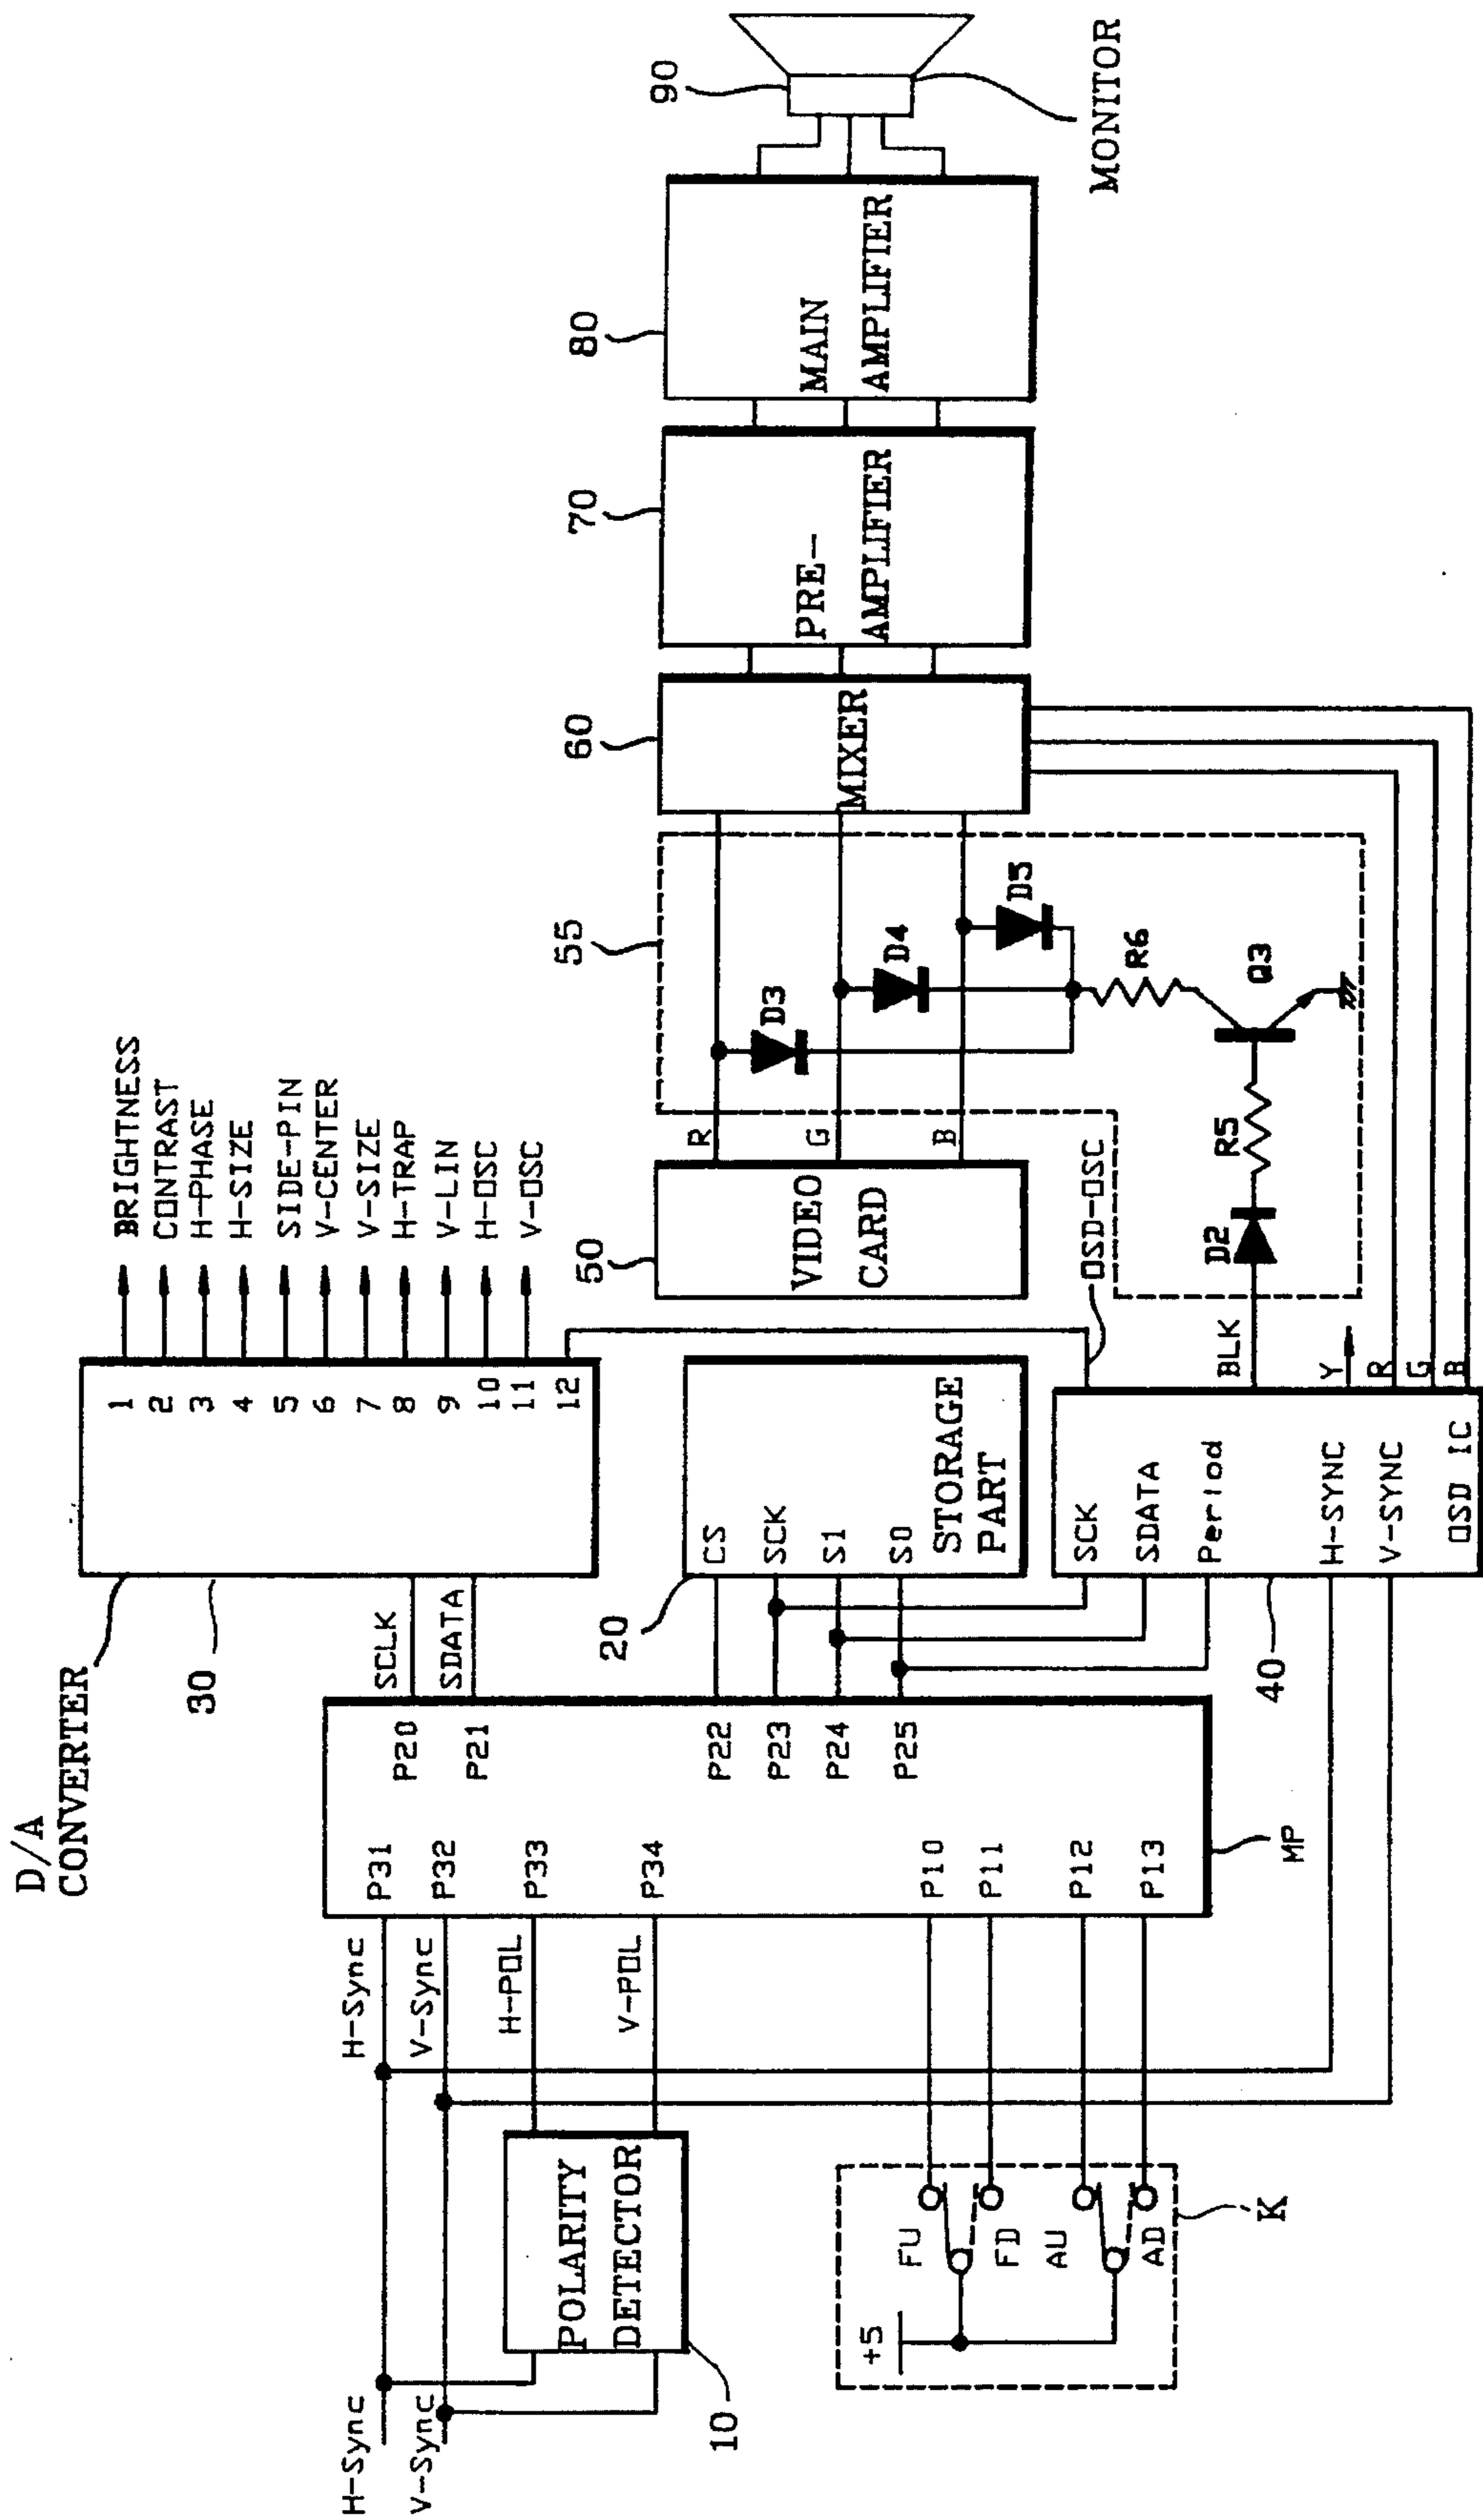 D/A
CONVERTER
30
1
2
3
4
5
6
7
8
9
10
11
12
BRIGHTNESS
CONTRAST
H-PHASE
H-SIZE
SIDE-PIN
V-CENTER
V-SIZE
H-TRAP
V-LIN
H-OSC
V-OSC
H-Sync
V-Sync
H-Sync
V-Sync
H-POL
V-POL
POLARITY
DETECTOR
10
P31
P32
P33
P34
P10
P11
P12
P13
P20
P21
P22
P23
P24
P25
MP
SCLK
SDATA
20
CS
SCK
S1
S0
STORAGE
PART
+5
FU
FD
AU
AD
K
40
SCK
SDATA
Period
H-SYNC
V-SYNC
OSD IC
OSD-OSC
BLK
Y
R
G
B
50
VIDEO
CARD
R
G
B
55
D3
D4
D5
R6
Q3
R5
D2
60
MIXER
70
PRE-
AMPLIFIER
80
MAIN
AMPLIFIER
90
MONITOR